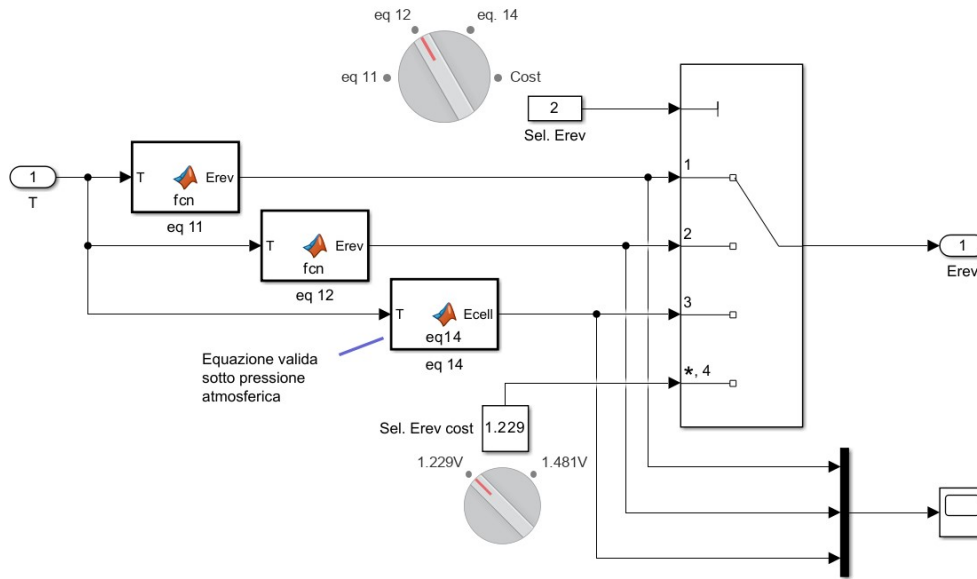 eq 12
eq. 14
eq 11
Cost
2
Sel. Erev
1
T
T
Erev
fcn
eq 11
1
T
Erev
fcn
eq 12
2
1
Erev
T
Ecell
eq14
eq 14
3
Equazione valida
sotto pressione
atmosferica
*, 4
Sel. Erev cost
1.229
1.229V
1.481V